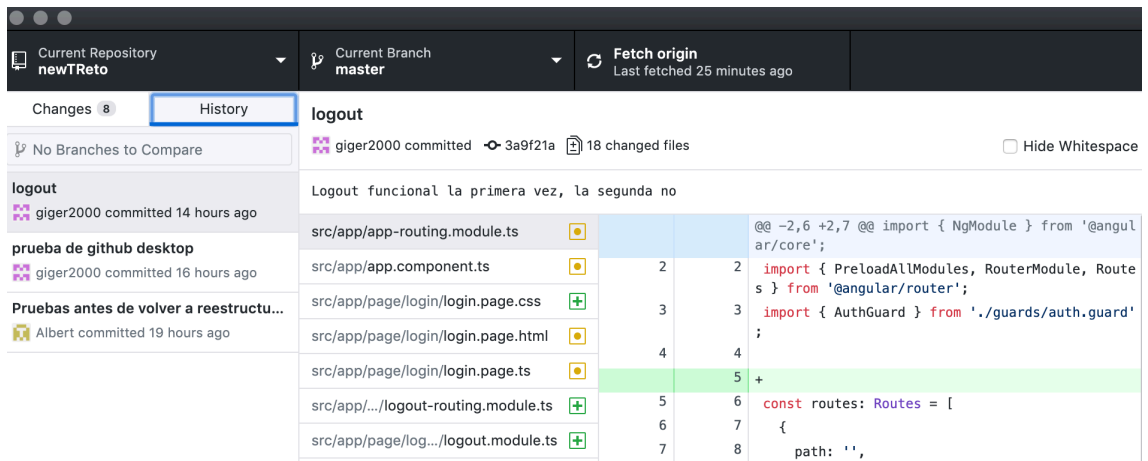 Current Repository
newTReto
Current Branch
master
Fetch origin
Last fetched 25 minutes ago
Changes 8
History
No Branches to Compare
logout
giger2000 committed 14 hours ago
prueba de github desktop
giger2000 committed 16 hours ago
Pruebas antes de volver a reestructu...
Albert committed 19 hours ago
logout
giger2000 committed 3a9f21a 18 changed files
Hide Whitespace
Logout funcional la primera vez, la segunda no
src/app/app-routing.module.ts
src/app/app.component.ts
src/app/page/login/login.page.css
src/app/page/login/login.page.html
src/app/page/login/login.page.ts
src/app/.../logout-routing.module.ts
src/app/page/log.../logout.module.ts
@@ -2,6 +2,7 @@ import { NgModule } from '@angul
ar/core';
2 2 import { PreloadAllModules, RouterModule, Route
s } from '@angular/router';
3 3 import { AuthGuard } from './guards/auth.guard'
;
4 4
5 +
5 6 const routes: Routes = [
6 7 {
7 8 path: '',